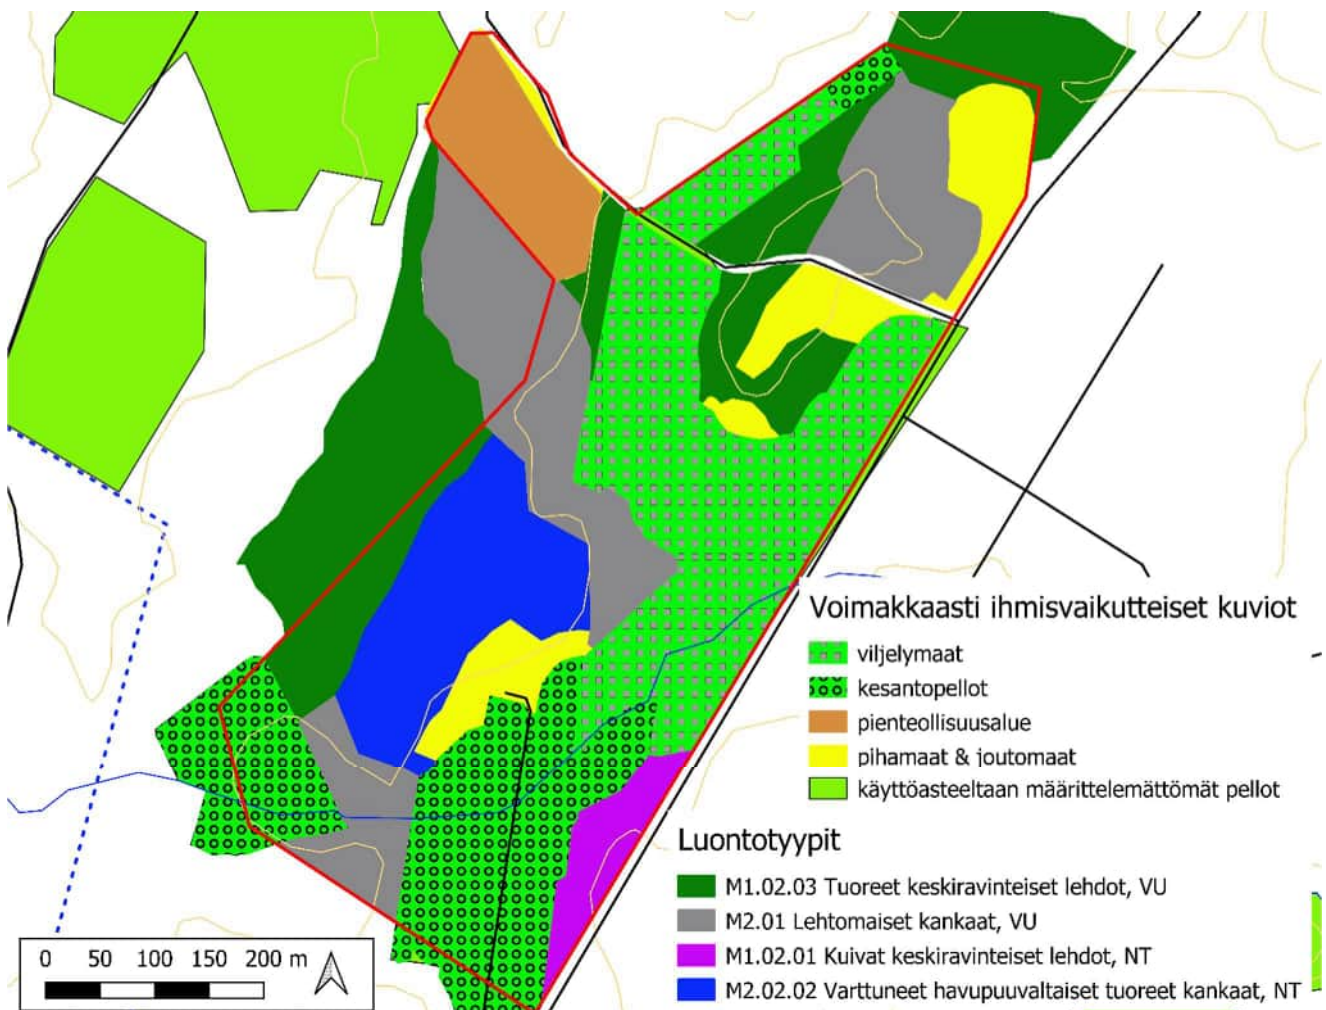 Voimakkaasti ihmisvaikutteiset kuviot
viljelymaat
kesantopellot
pienteollisuusalue
pihamaat & joutomaat
käyttöasteeltaan määrittelemättömät pellot
Luontotyypit
M1.02.03 Tuoreet keskiravinteiset lehdot, VU
M2.01 Lehtomaiset kankaat, VU
M1.02.01 Kuivat keskiravinteiset lehdot, NT
M2.02.02 Varttuneet havupuuvaltaiset tuoreet kankaat, NT
0 50 100 150 200 m